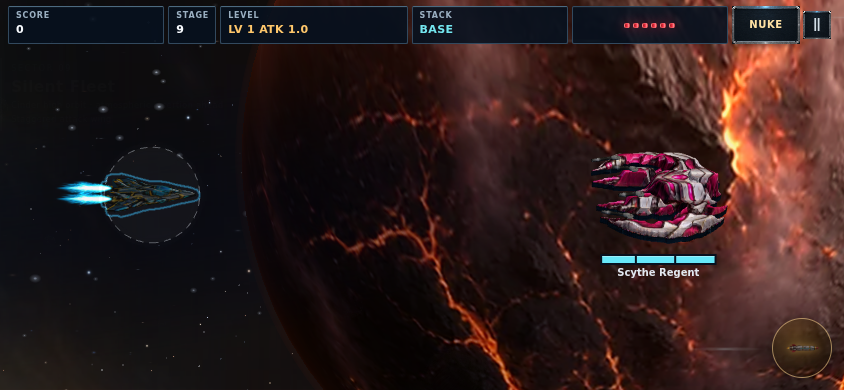 SCORE
0
STAGE
9
LEVEL
LV 1 ATK 1.0
STACK
BASE
NUKE
Scythe Regent